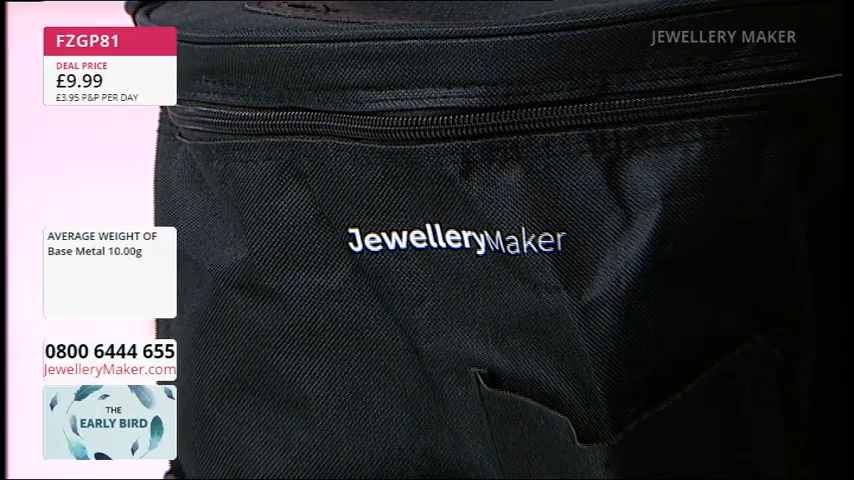 FZGP81
DEAL PRICE
£9.99
£3.95 P&P PER DAY
JEWELLERY MAKER
JewelleryMaker
AVERAGE WEIGHT OF
Base Metal 10.00g
0800 6444 655
JewelleryMaker.com
THE
EARLY BIRD